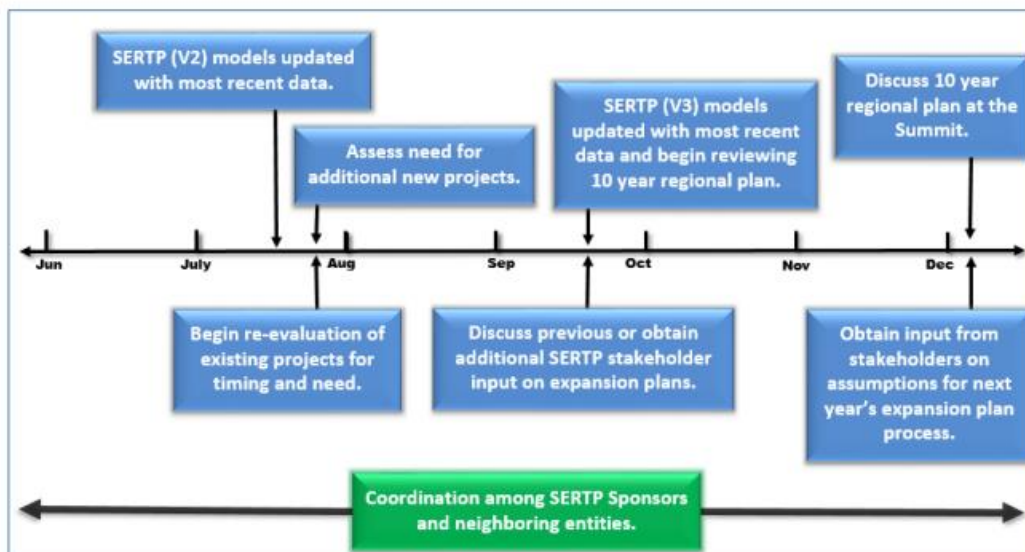 SERTP (V2) models updated
with most recent data.
Assess need for
additional new projects.
SERTP (V3) models
updated with most recent
data and begin reviewing
10 year regional plan.
Discuss 10 year
regional plan at the
Summit.
Jun
July
Aug
Sep
Oct
Nov
Dec
Begin re-evaluation of
existing projects for
timing and need.
Discuss previous or obtain
additional SERTP stakeholder
input on expansion plans.
Obtain input from
stakeholders on
assumptions for next
year's expansion plan
process.
Coordination among SERTP Sponsors
and neighboring entities.